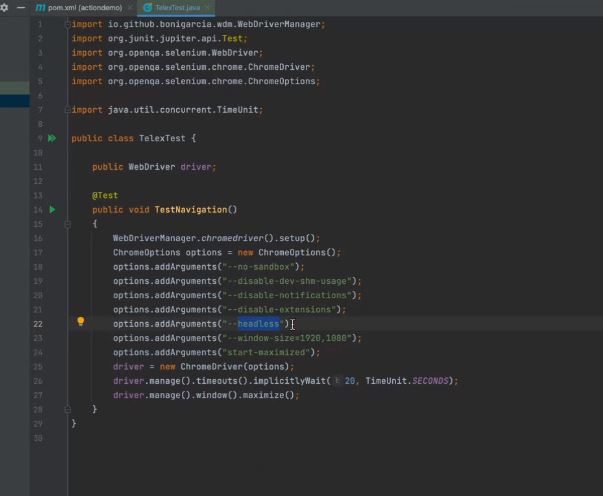 pom.xml (actiondemo) TelexTest.java
1 import io.github.bonigarcia.wdm.WebDriverManager;
2 import org.junit.jupiter.api.Test;
3 import org.openqa.selenium.WebDriver;
4 import org.openqa.selenium.chrome.ChromeDriver;
5 import org.openqa.selenium.chrome.ChromeOptions;
6
7 import java.util.concurrent.TimeUnit;
8
9 public class TelexTest {
10
11 public WebDriver driver;
12
13 @Test
14 public void TestNavigation()
15 {
16 WebDriverManager.chromedriver().setup();
17 ChromeOptions options = new ChromeOptions();
18 options.addArguments("--no-sandbox");
19 options.addArguments("--disable-dev-shm-usage");
20 options.addArguments("--disable-notifications");
21 options.addArguments("--disable-extensions");
22 options.addArguments("--headless");
23 options.addArguments("--window-size=1920,1080");
24 options.addArguments("start-maximized");
25 driver = new ChromeDriver(options);
26 driver.manage().timeouts().implicitlyWait( l: 20, TimeUnit.SECONDS);
27 driver.manage().window().maximize();
28 }
29 }
30